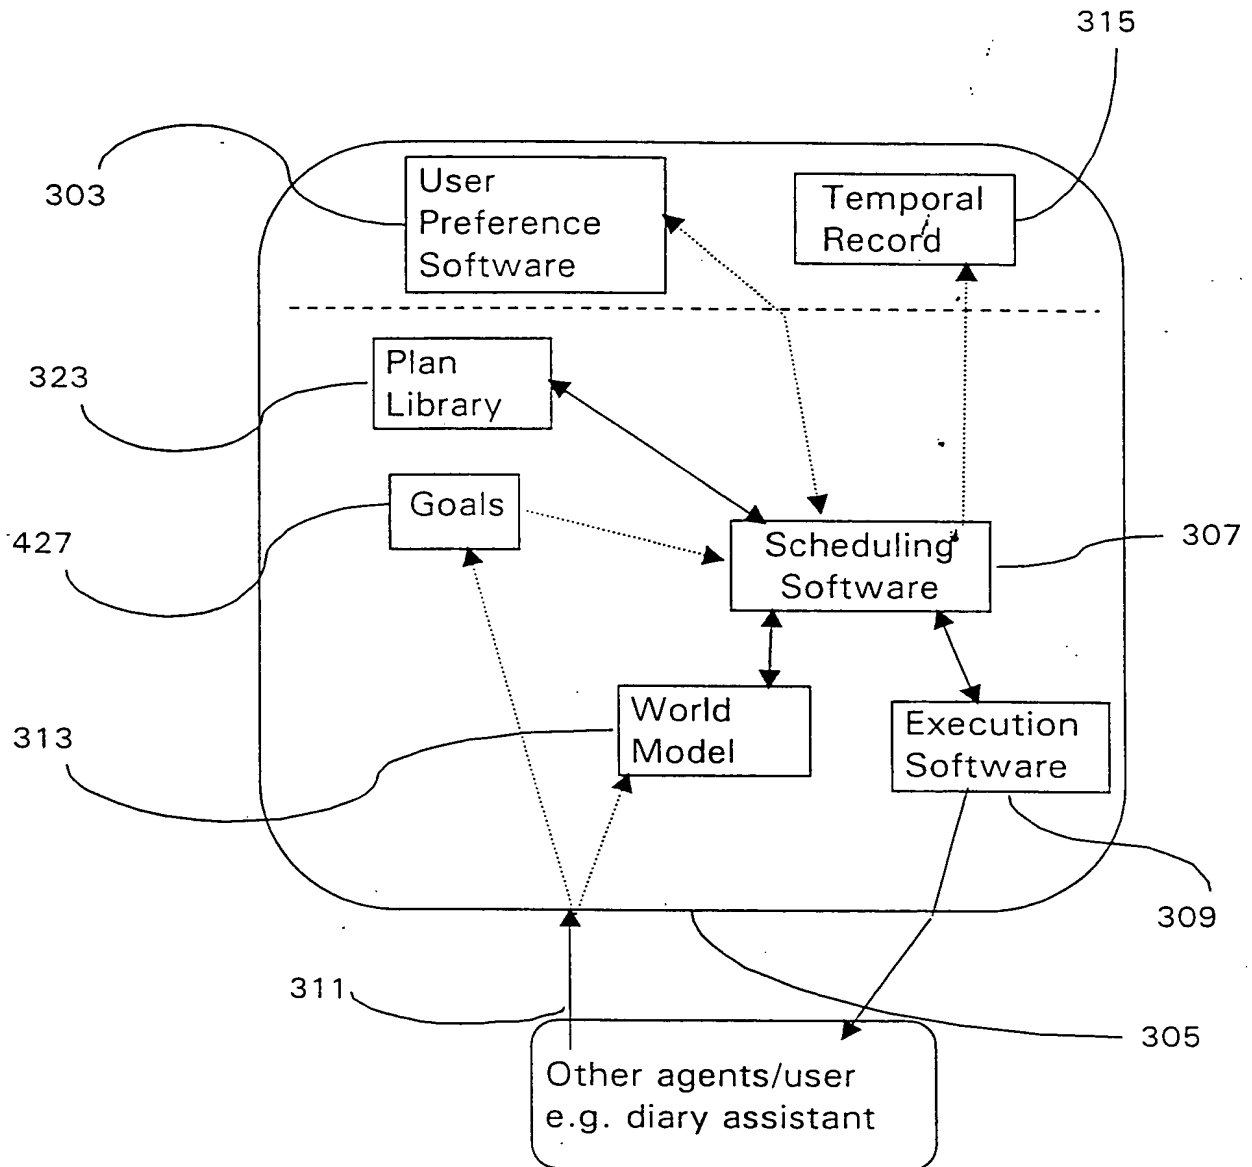 315
303
User
Preference
Software
Temporal
Record
323
Plan
Library
427
Goals
Scheduling
Software
307
313
World
Model
Execution
Software
309
311
305
Other agents/user
e.g. diary assistant